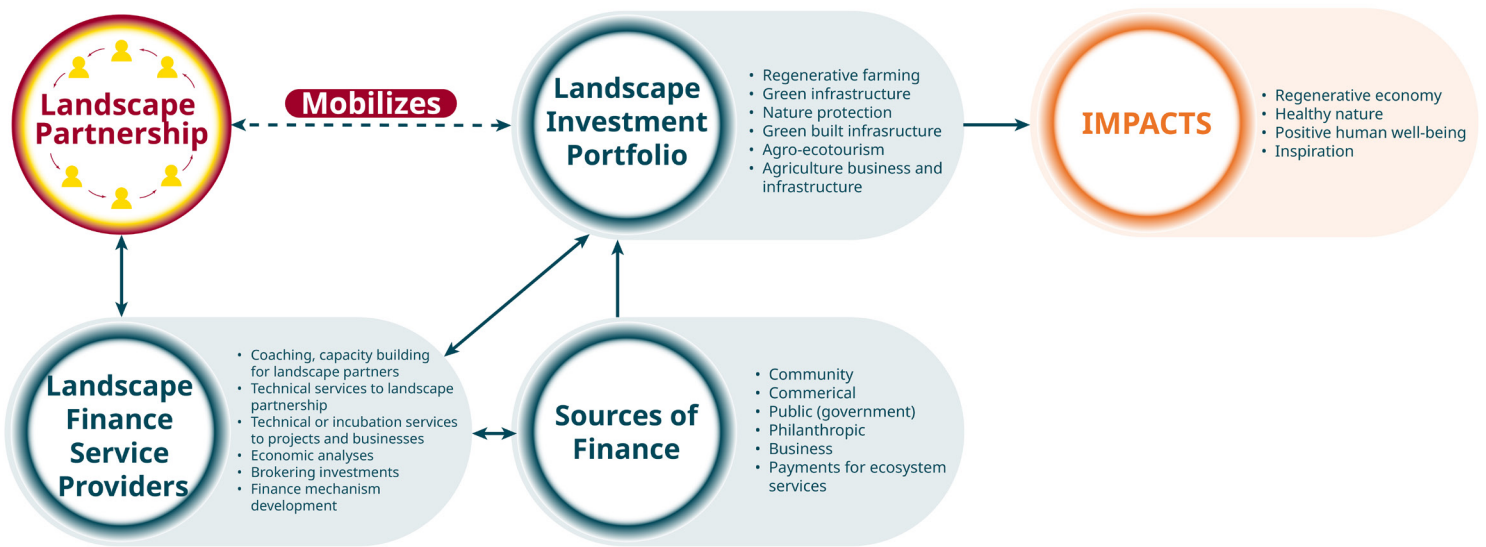 Landscape
Partnership
Mobilizes
Landscape
Investment
Portfolio
• Regenerative farming
• Green infrastructure
• Nature protection
• Green built infrasructure
• Agro-ecotourism
• Agriculture business and
infrastructure
IMPACTS
• Regenerative economy
• Healthy nature
• Positive human well-being
• Inspiration
Landscape
Finance
Service
Providers
• Coaching, capacity building
for landscape partners
• Technical services to landscape
partnership
• Technical or incubation services
to projects and businesses
• Economic analyses
• Brokering investments
• Finance mechanism
development
Sources of
Finance
• Community
• Commerical
• Public (government)
• Philanthropic
• Business
• Payments for ecosystem
services